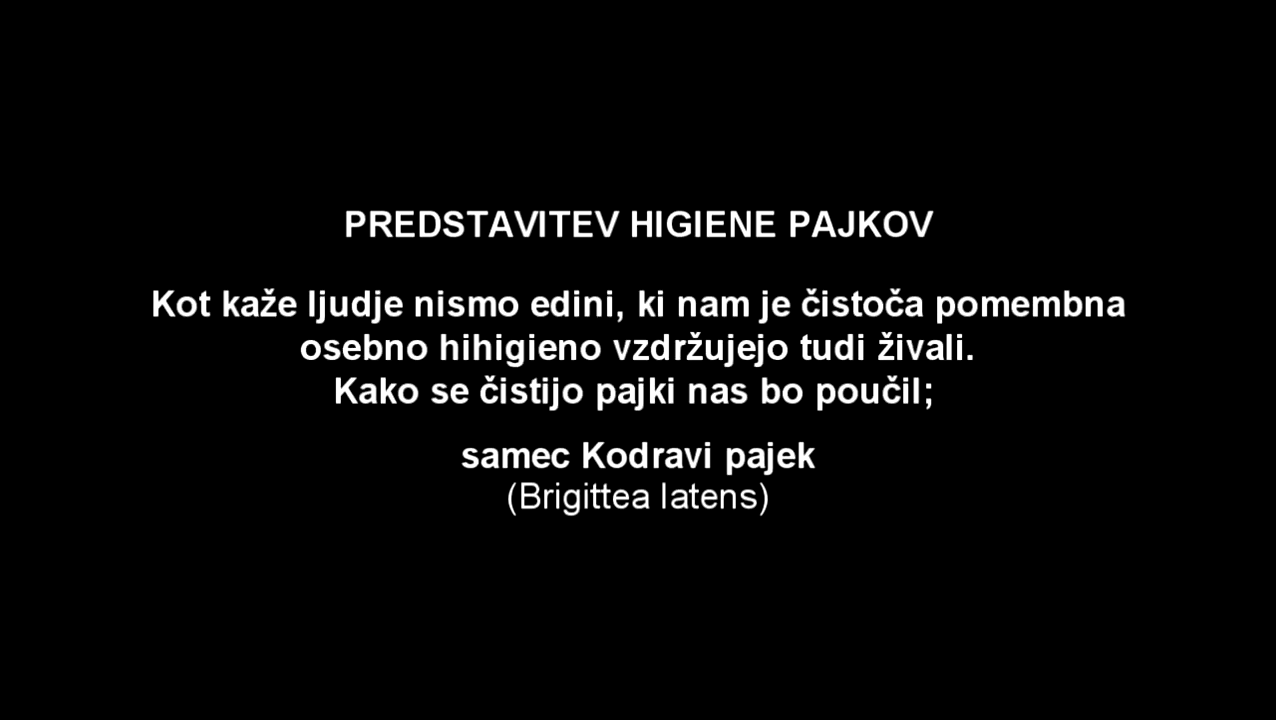 PREDSTAVITEV HIGIENE PAJKOV
Kot kaže ljudje nismo edini, ki nam je čistoča pomembna
osebno hihigieno vzdržujejo tudi živali.
Kako se čistijo pajki nas bo poučil;
samec Kodravi pajek
(Brigittea latens)